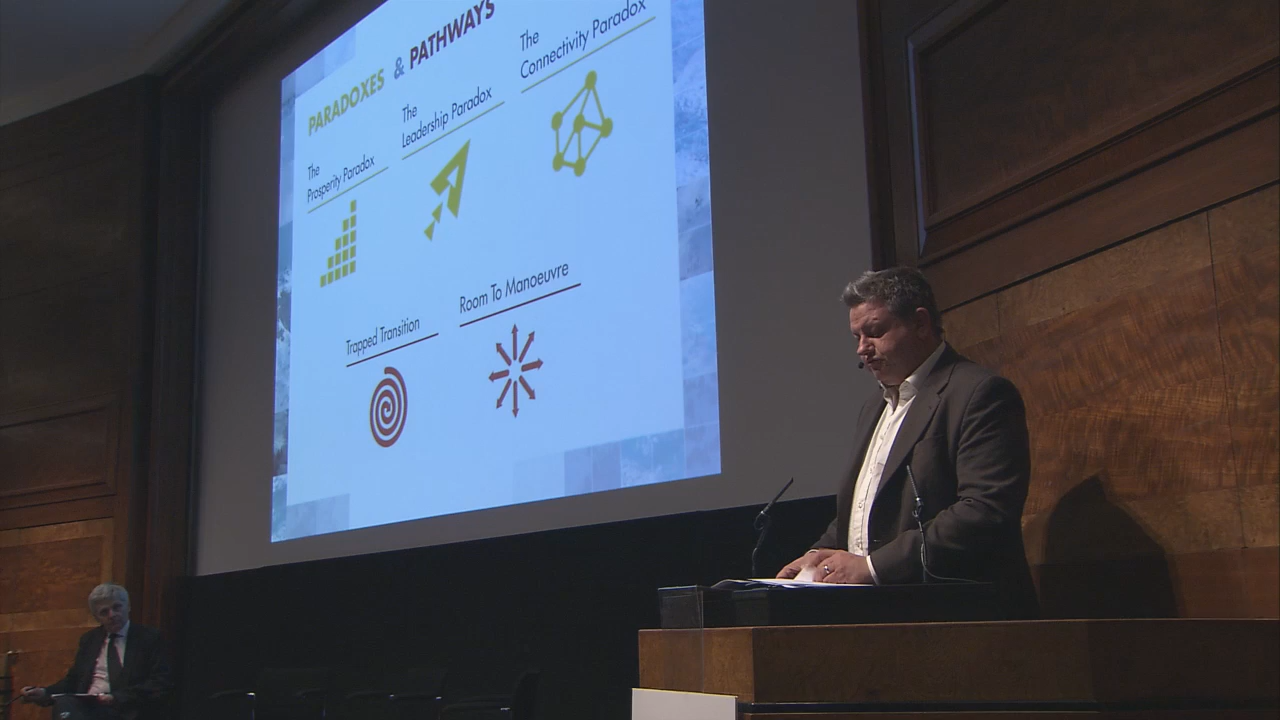 PARADOXES & PATHWAYS
The
Prosperity Paradox
The
Leadership Paradox
The
Connectivity Paradox
Trapped Transition
Room To Manoeuvre